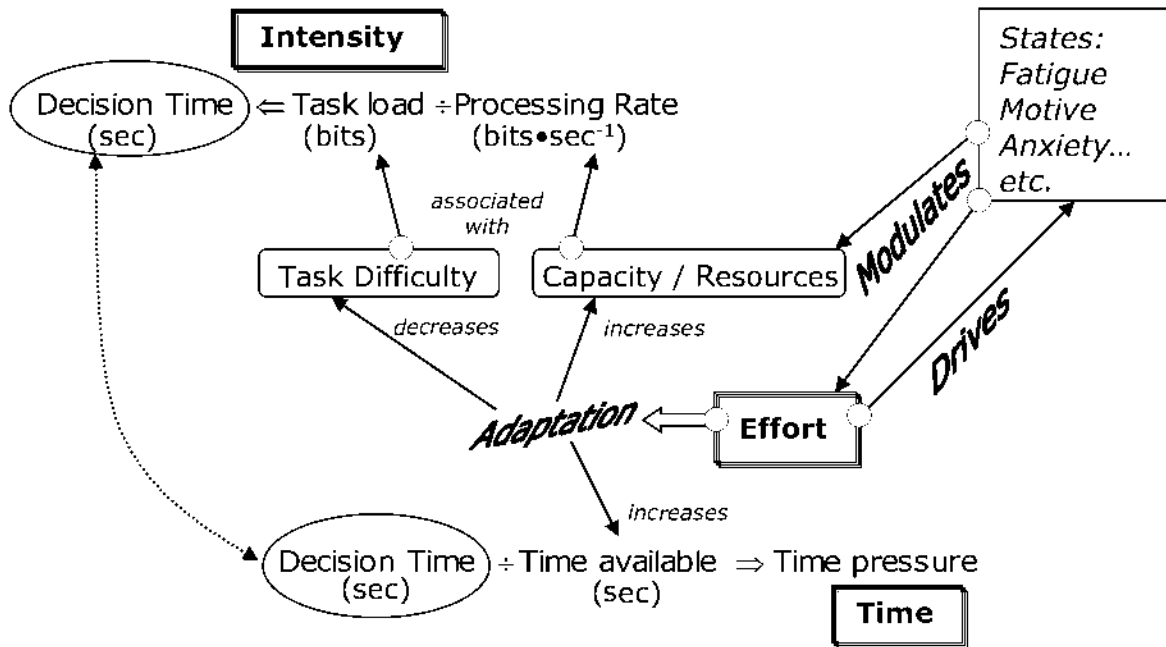 Intensity
States:
Fatigue
Motive
Anxiety...
etc.
Decision Time ⇐ Task load ÷ Processing Rate
(sec) (bits) (bits•sec⁻¹)
associated
with
Modulates
Task Difficulty
Capacity / Resources
decreases
increases
Drives
Adaptation
Effort
increases
Decision Time ÷ Time available ⇒ Time pressure
(sec) (sec)
Time